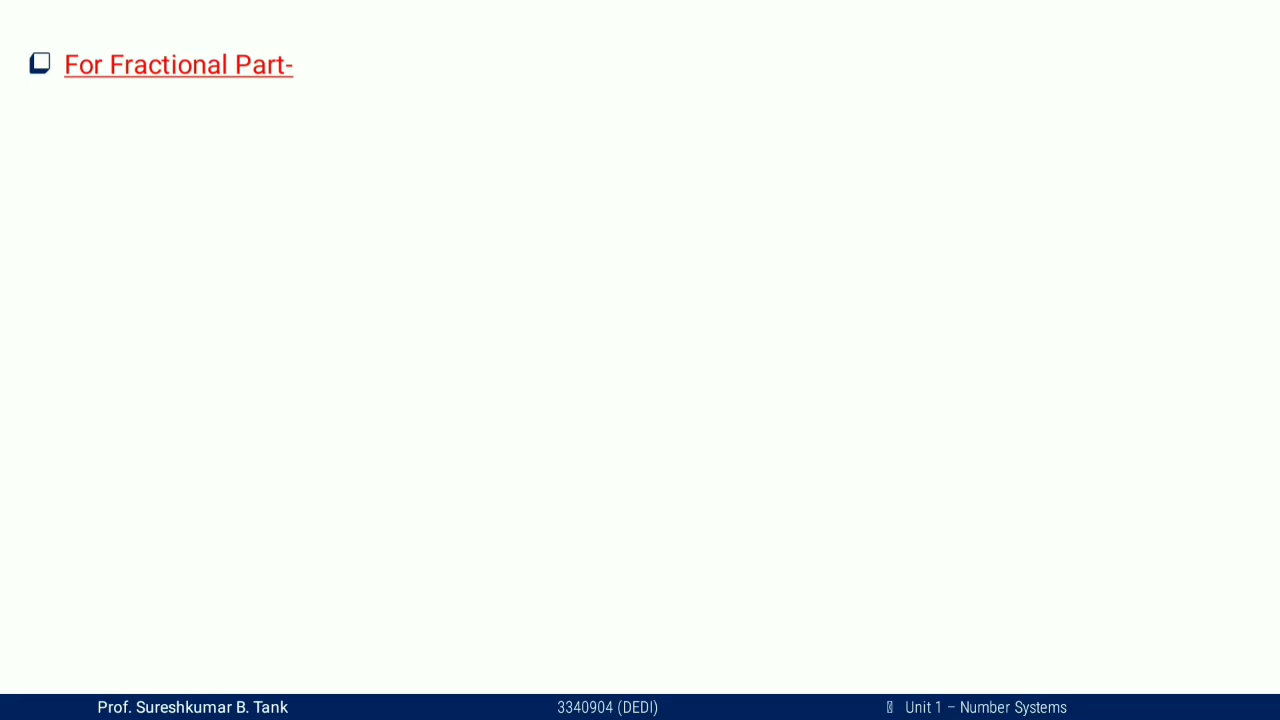 For Fractional Part-
Prof. Sureshkumar B. Tank
3340904 (DEDI)
Unit 1 – Number Systems